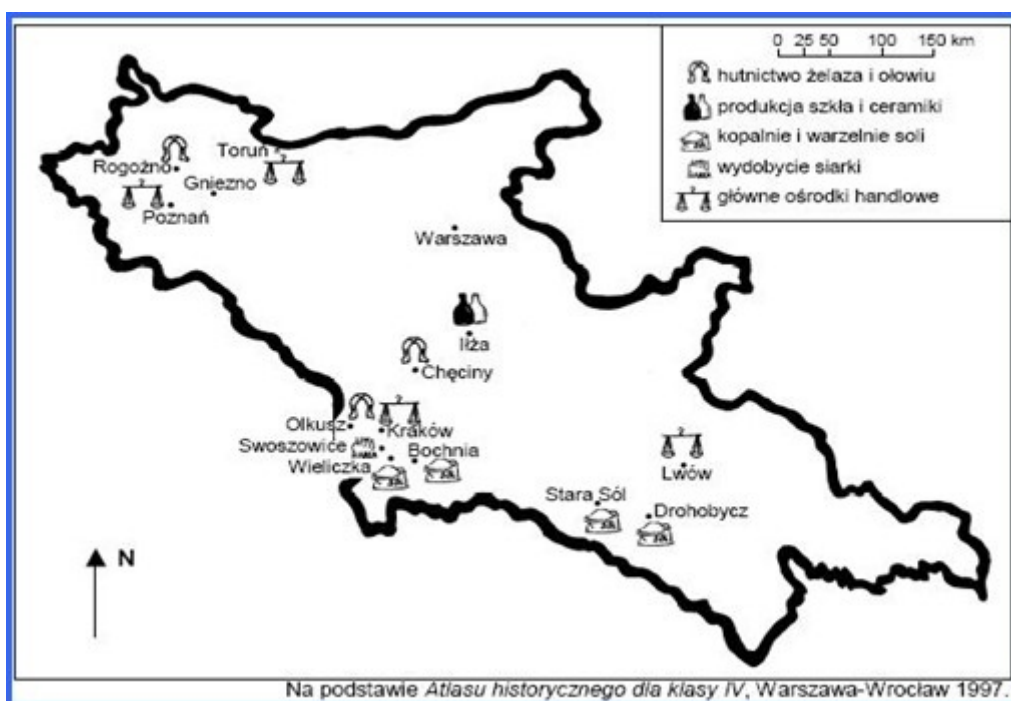 0 25 50 100 150 km
hutnictwo żelaza i ołowiu
produkcja szkła i ceramiki
kopalnie i warzelnie soli
wydobycie siarki
główne ośrodki handlowe
Toruń
Rogoźno
Gniezno
Poznań
Warszawa
Iłża
Chęciny
Olkusz
Kraków
Swoszowice
Bochnia
Wieliczka
Lwów
Stara Sól
Drohobycz
N
Na podstawie Atlasu historycznego dla klasy IV, Warszawa-Wrocław 1997.